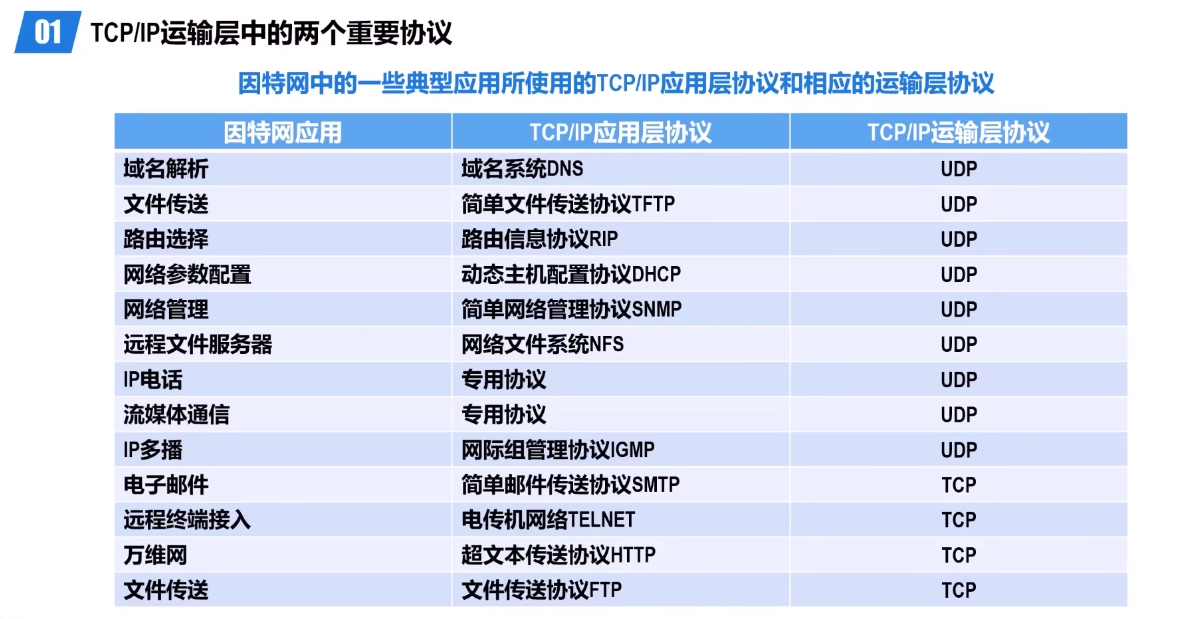 01 TCP/IP运输层中的两个重要协议
因特网中的一些典型应用所使用的TCP/IP应用层协议和相应的运输层协议
因特网应用 TCP/IP应用层协议 TCP/IP运输层协议
域名解析 域名系统DNS UDP
文件传送 简单文件传送协议TFTP UDP
路由选择 路由信息协议RIP UDP
网络参数配置 动态主机配置协议DHCP UDP
网络管理 简单网络管理协议SNMP UDP
远程文件服务器 网络文件系统NFS UDP
IP电话 专用协议 UDP
流媒体通信 专用协议 UDP
IP多播 网际组管理协议IGMP UDP
电子邮件 简单邮件传送协议SMTP TCP
远程终端接入 电传机网络TELNET TCP
万维网 超文本传送协议HTTP TCP
文件传送 文件传送协议FTP TCP